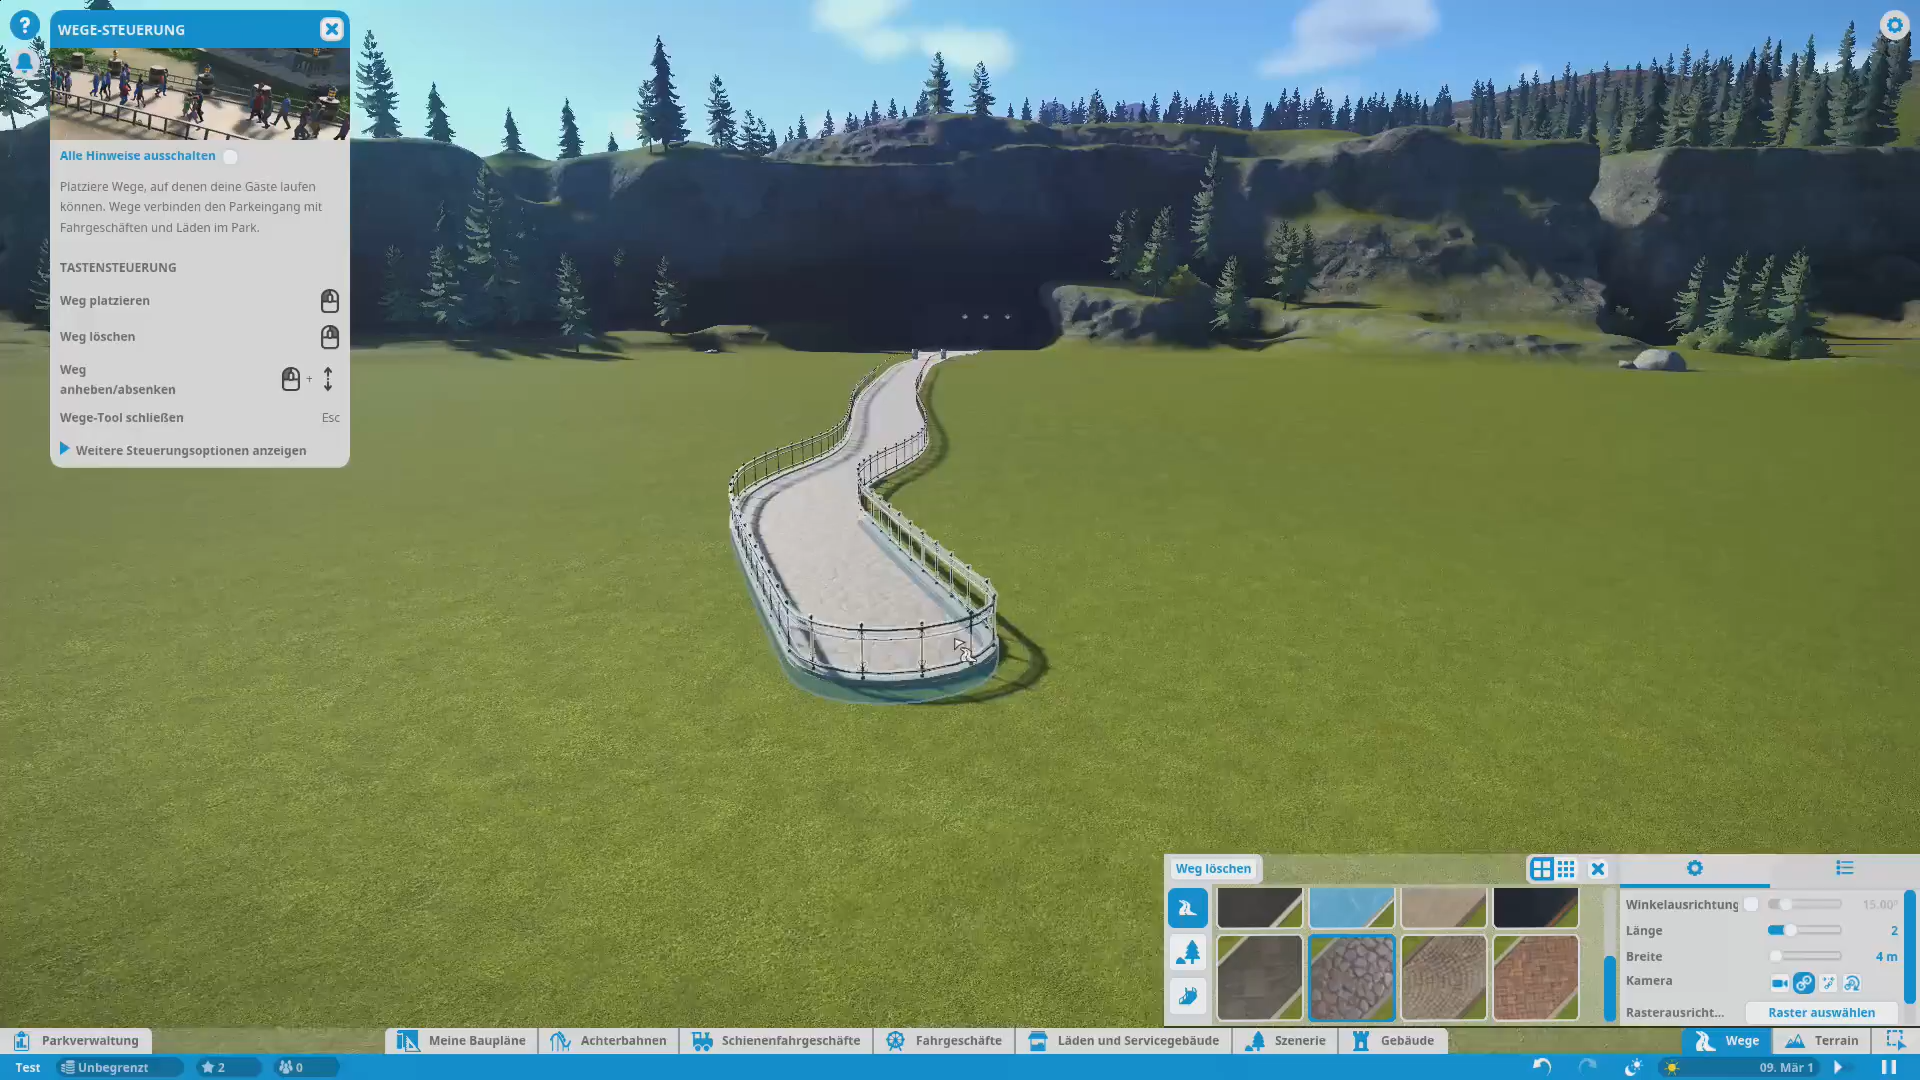 ?
WEGE-STEUERUNG
Alle Hinweise ausschalten
Platziere Wege, auf denen deine Gäste laufen
können. Wege verbinden den Parkeingang mit
Fahrgeschäften und Läden im Park.
TASTENSTEUERUNG
Weg platzieren
Weg löschen
Weg
anheben/absenken
+
Wege-Tool schließen Esc
Weitere Steuerungsoptionen anzeigen
Weg löschen
Winkelausrichtung 15.00°
Länge 2
Breite 4 m
Kamera
Rasterausricht... Raster auswählen
Parkverwaltung
Meine Baupläne
Achterbahnen
Schienenfahrgeschäfte
Fahrgeschäfte
Läden und Servicegebäude
Szenerie
Gebäude
Wege
Terrain
Test
Unbegrenzt
2
0
09. Mär 1